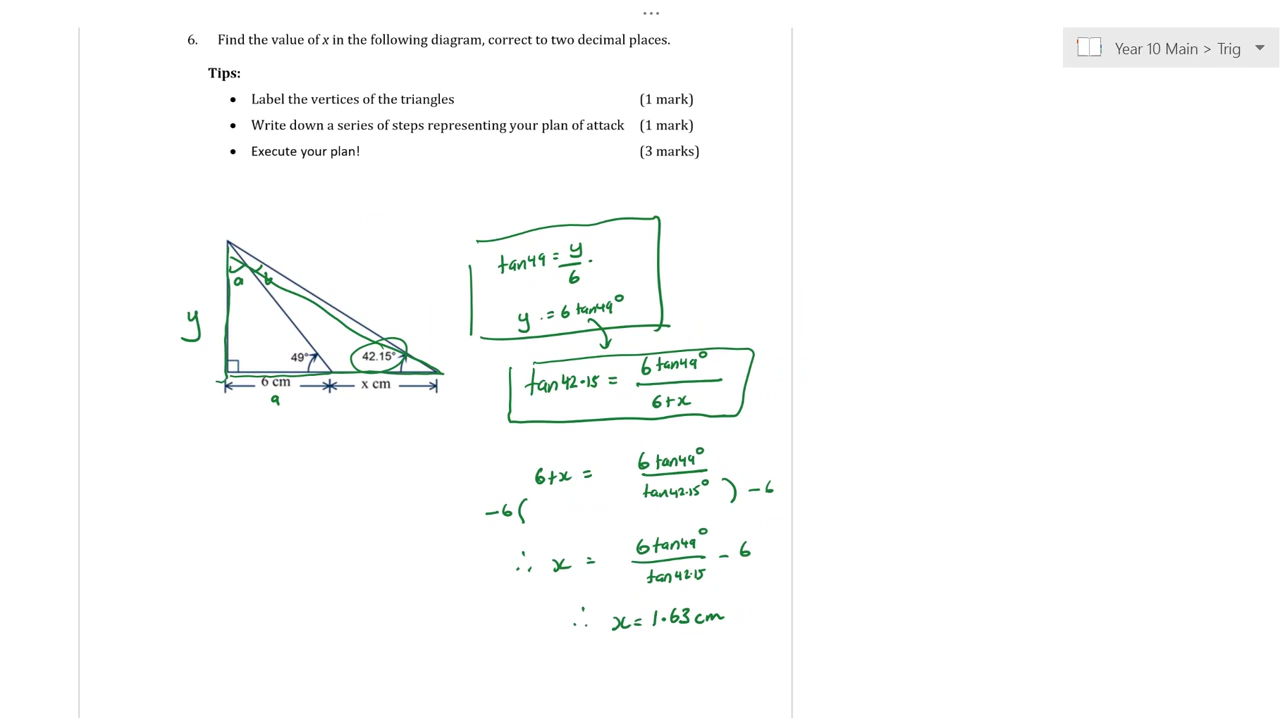 ...
Year 10 Main > Trig
6. Find the value of x in the following diagram, correct to two decimal places.
Tips:
• Label the vertices of the triangles (1 mark)
• Write down a series of steps representing your plan of attack (1 mark)
• Execute your plan! (3 marks)
a
y
49°
42.15°
6 cm
x cm
a
tan49 = y/6.
y = 6 tan49°
tan42.15 = 6 tan49°/6+x
6+x = 6 tan49°/tan42.15°
-6( ) -6
∴ x = 6 tan49°/tan42.15 - 6
∴ x = 1.63cm